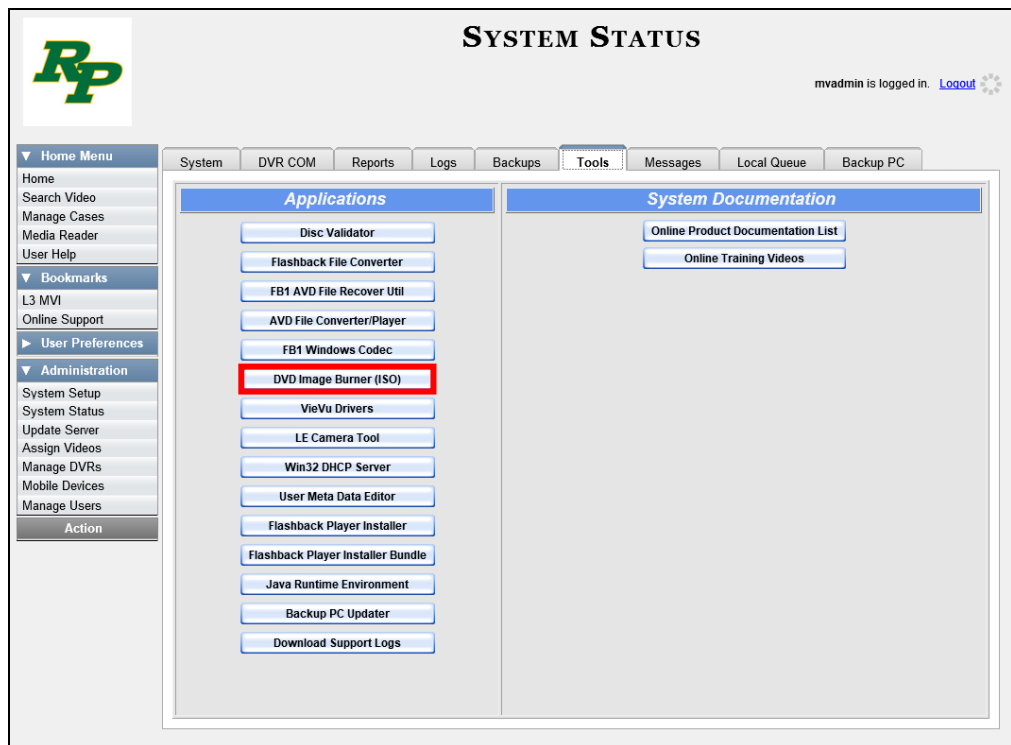 RP
SYSTEM STATUS
mvadmin is logged in. Logout
▼ Home Menu
Home
Search Video
Manage Cases
Media Reader
User Help
▼ Bookmarks
L3 MVI
Online Support
► User Preferences
▼ Administration
System Setup
System Status
Update Server
Assign Videos
Manage DVRs
Mobile Devices
Manage Users
Action
System DVR COM Reports Logs Backups Tools Messages Local Queue Backup PC
Applications
Disc Validator
Flashback File Converter
FB1 AVD File Recover Util
AVD File Converter/Player
FB1 Windows Codec
DVD Image Burner (ISO)
VieVu Drivers
LE Camera Tool
Win32 DHCP Server
User Meta Data Editor
Flashback Player Installer
Flashback Player Installer Bundle
Java Runtime Environment
Backup PC Updater
Download Support Logs
System Documentation
Online Product Documentation List
Online Training Videos